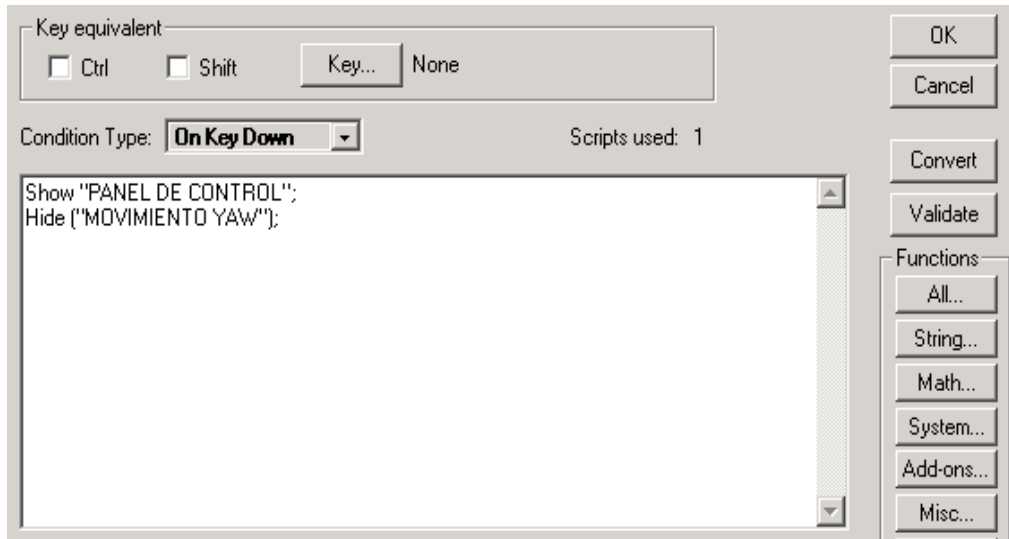 Key equivalent
Ctrl Shift Key... None
OK
Cancel
Condition Type: On Key Down Scripts used: 1
Convert
Validate
Show "PANEL DE CONTROL";
Hide ("MOVIMIENTO YAW");
Functions
All...
String...
Math...
System...
Add-ons...
Misc...